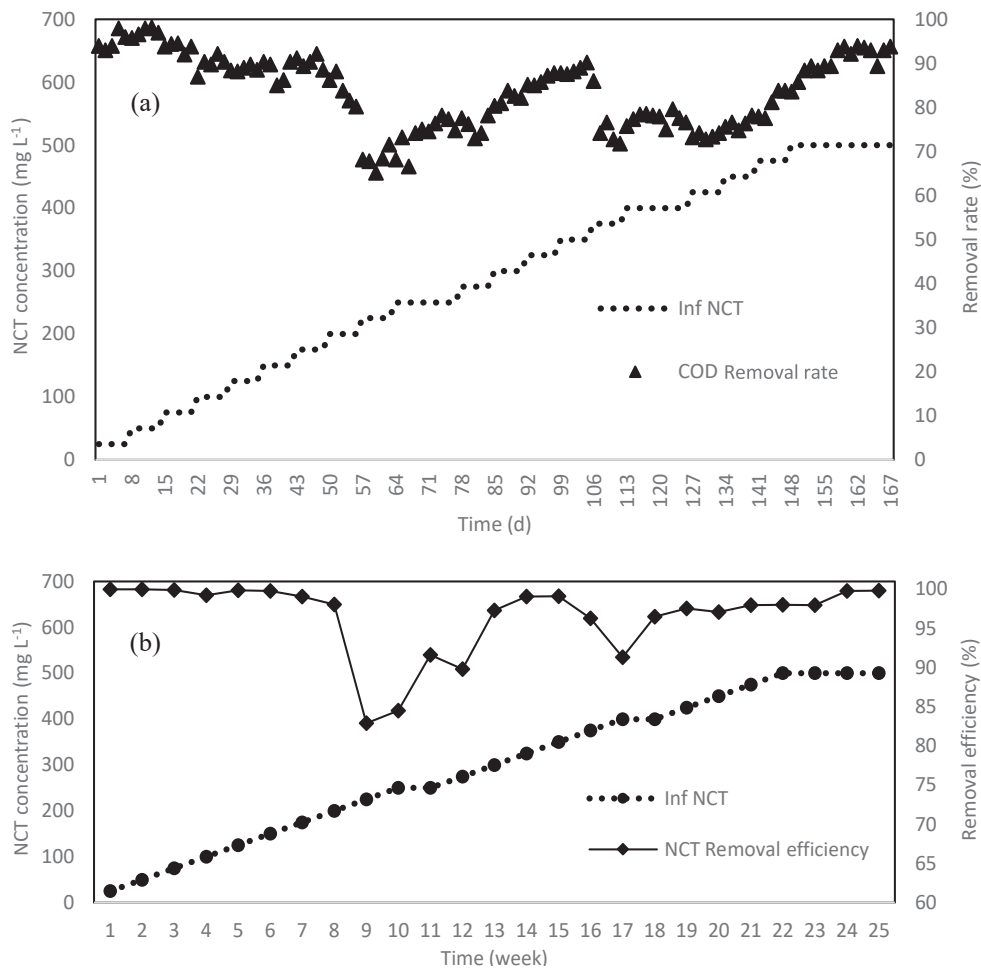 700
600
500
400
300
200
100
0
NCT concentration (mg L-1)
(a)
Inf NCT
COD Removal rate
100
90
80
70
60
50
40
30
20
10
0
Removal rate (%)
1 8 15 22 29 36 43 50 57 64 71 78 85 92 99 106 113 120 127 134 141 148 155 162 167
Time (d)
700
600
500
400
300
200
100
0
NCT concentration (mg L-1)
(b)
Inf NCT
NCT Removal efficiency
100
95
90
85
80
75
70
65
60
Removal efficiency (%)
1 2 3 4 5 6 7 8 9 10 11 12 13 14 15 16 17 18 19 20 21 22 23 24 25
Time (week)